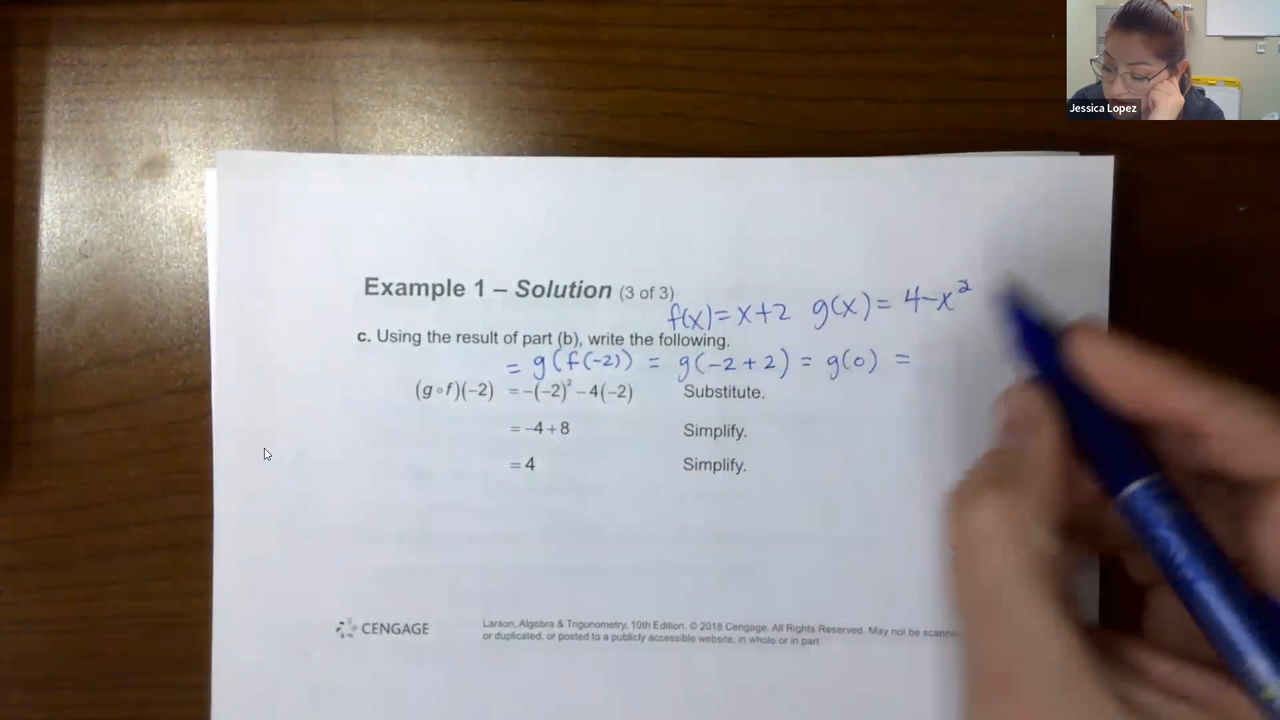 Jessica Lopez
Example 1 – Solution (3 of 3)
f(x)=x+2 g(x)= 4-x²
c. Using the result of part (b), write the following.
= g(f(-2)) = g(-2+2) = g(0) =
(g∘f)(-2) = -(-2)² - 4(-2) Substitute.
= -4+8 Simplify.
= 4 Simplify.
CENGAGE
Larson, Algebra & Trigonometry, 10th Edition. © 2018 Cengage. All Rights Reserved. May not be
or duplicated, or posted to a publicly accessible website, in whole or in part.